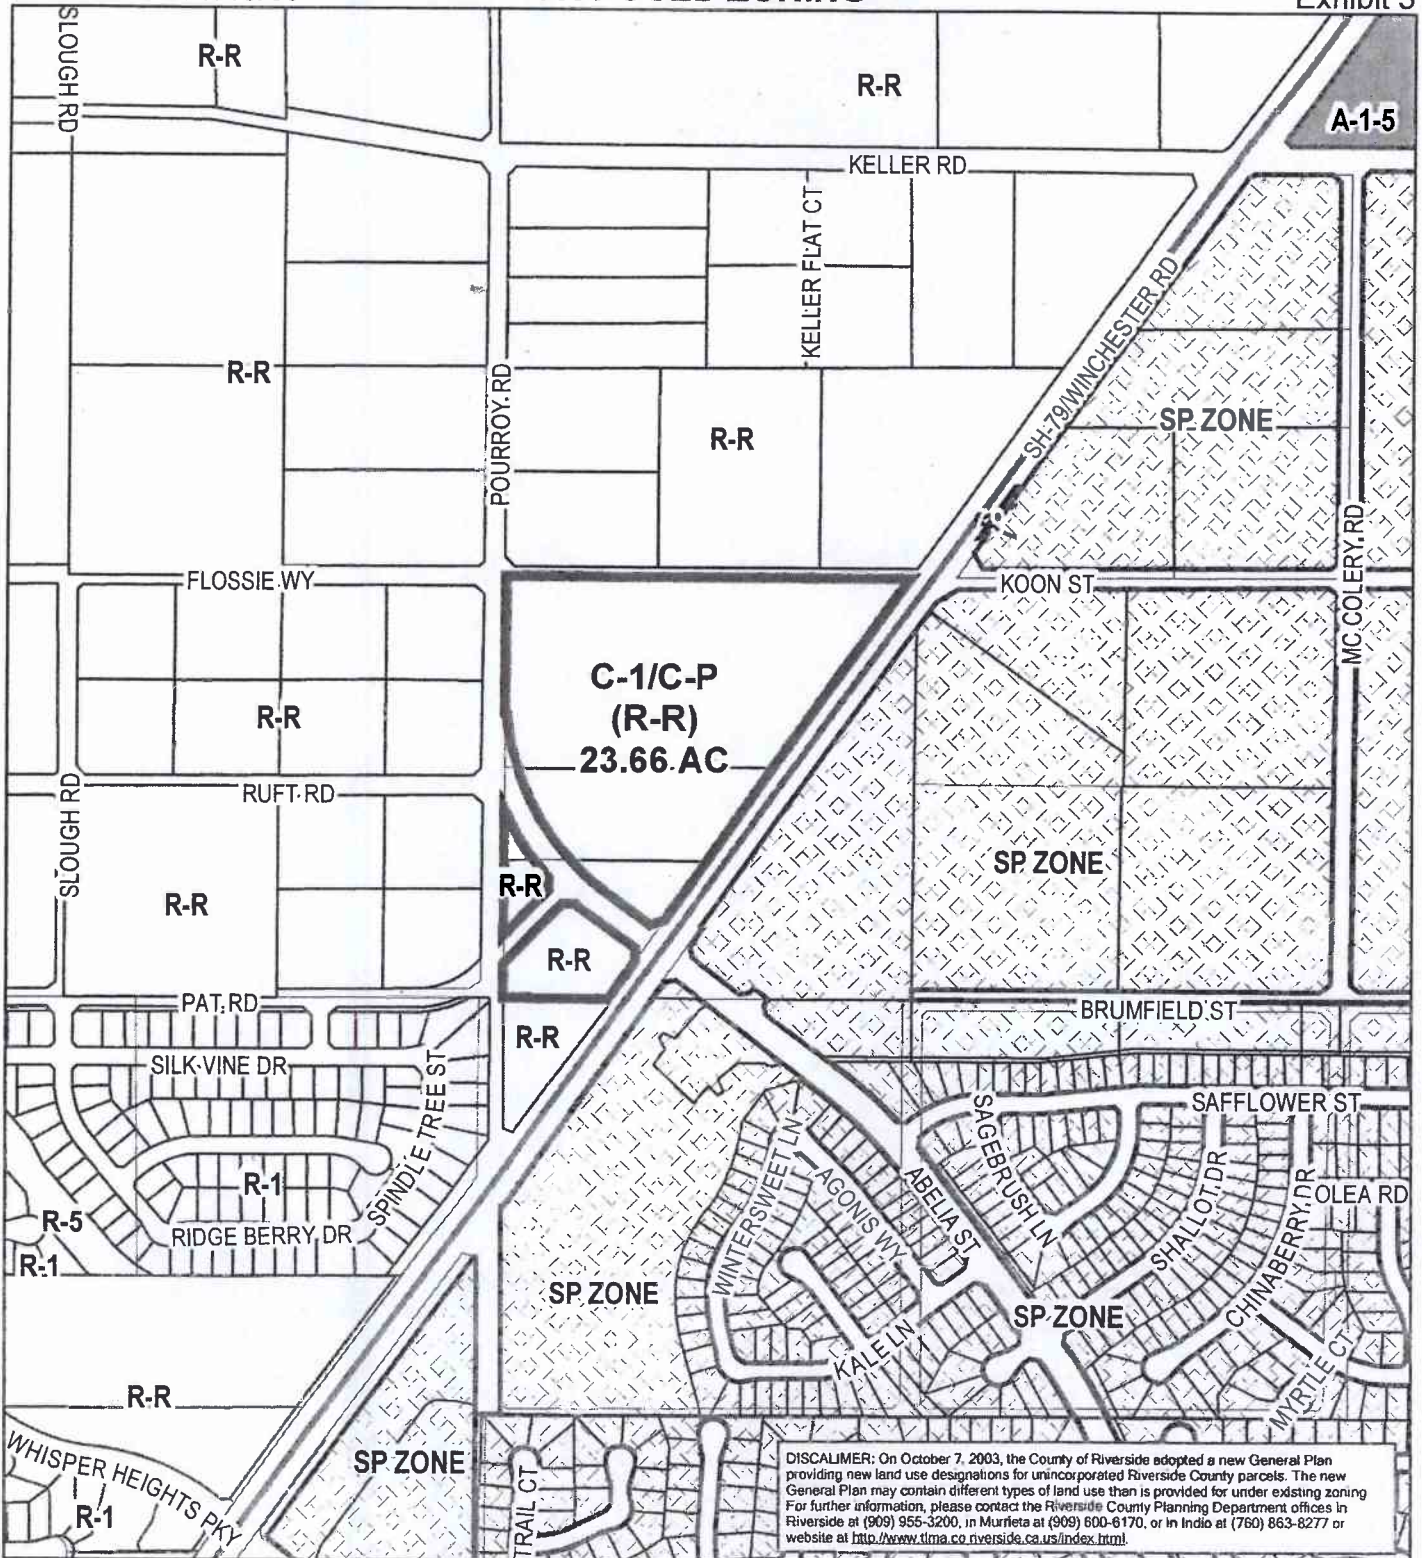 ZONING
Exhibit 3
SLOUGH RD
R-R
R-R
A-1-5
KELLER RD
KELLER FLAT CT
SH-79/WINCHESTER RD
R-R
POURROY RD
R-R
SP ZONE
MC COLERY RD
FLOSSIE WY
KOON ST
C-1/C-P
(R-R)
23.66 AC
R-R
SLOUGH RD
RUFT RD
R-R
R-R
SP ZONE
R-R
PAT RD
R-R
BRUMFIELD ST
SILK VINE DR
SPINDLE TREE ST
SAGEBRUSH LN
SAFFLOWER ST
WINTERSWEET LN
AGONIS WY
ABELIA ST
SHALLOT DR
CHINABERRY DR
OLEA RD
R-1
R-5
RIDGE BERRY DR
R-1
SP ZONE
SP ZONE
KALE LN
MYRTLE CT
R-R
WHISPER HEIGHTS PKY
R-1
SP ZONE
TRAIL CT
DISCALIMER: On October 7, 2003, the County of Riverside adopted a new General Plan
providing new land use designations for unincorporated Riverside County parcels. The new
General Plan may contain different types of land use than is provided for under existing zoning
For further information, please contact the Riverside County Planning Department offices in
Riverside at (909) 955-3200, in Murrieta at (909) 600-6170, or in Indio at (760) 863-8277 or
website at http://www.tlma.co.riverside.ca.us/index.html.